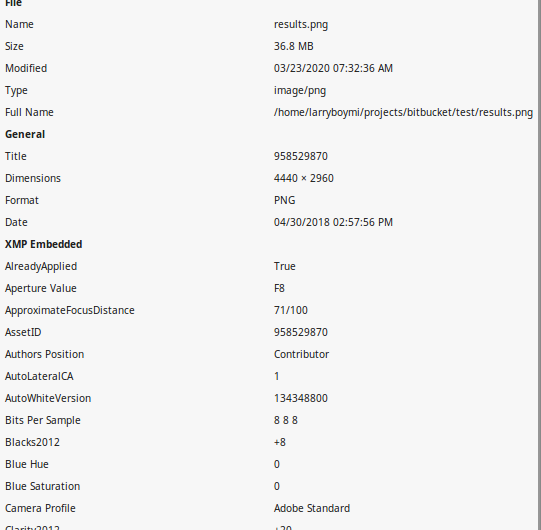 File
Name results.png
Size 36.8 MB
Modified 03/23/2020 07:32:36 AM
Type image/png
Full Name /home/larryboymi/projects/bitbucket/test/results.png
General
Title 958529870
Dimensions 4440 × 2960
Format PNG
Date 04/30/2018 02:57:56 PM
XMP Embedded
AlreadyApplied True
Aperture Value F8
ApproximateFocusDistance 71/100
AssetID 958529870
Authors Position Contributor
AutoLateralCA 1
AutoWhiteVersion 134348800
Bits Per Sample 8 8 8
Blacks2012 +8
Blue Hue 0
Blue Saturation 0
Camera Profile Adobe Standard
Clarity2012 +20